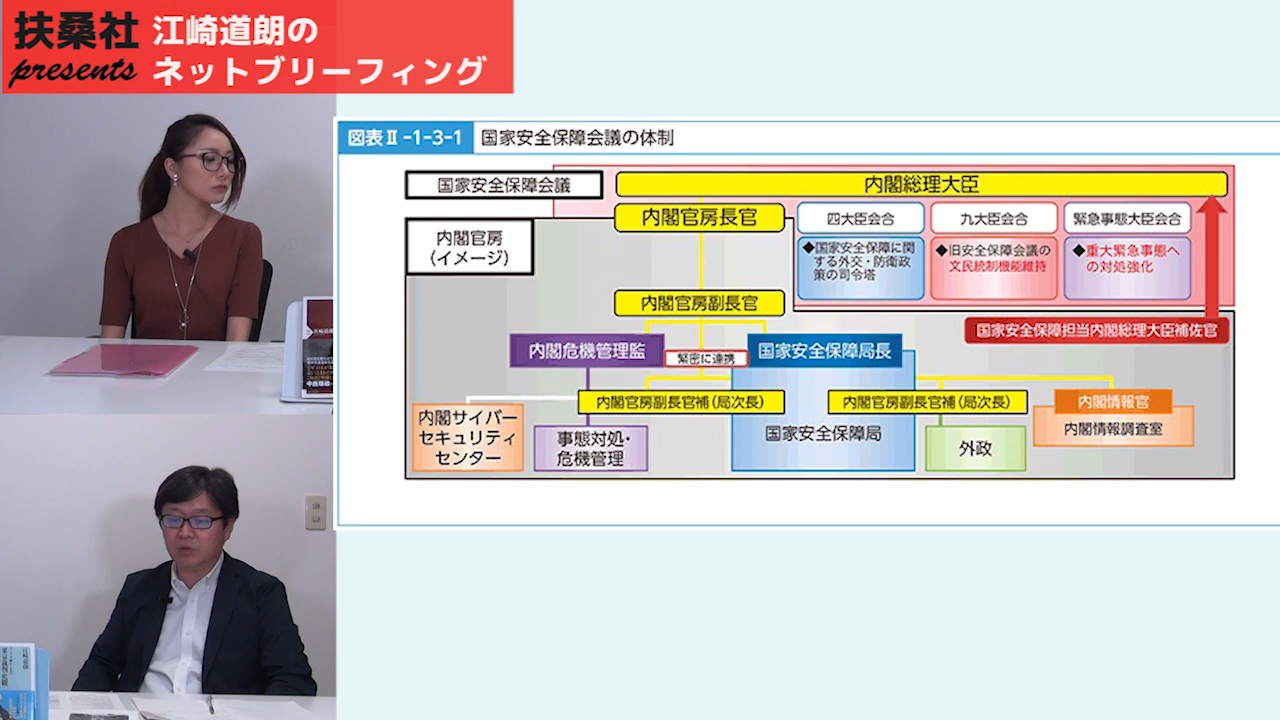 扶桑社
presents
江崎道朗の
ネットブリーフィング
図表Ⅱ-1-3-1
国家安全保障会議の体制
国家安全保障会議
内閣総理大臣
内閣官房長官
四大臣会合
九大臣会合
緊急事態大臣会合
内閣官房
（イメージ）
◆国家安全保障に関
する外交・防衛政
策の司令塔
◆旧安全保障会議の
文民統制機能維持
◆重大緊急事態へ
の対処強化
内閣官房副長官
国家安全保障担当内閣総理大臣補佐官
内閣危機管理監
緊密に連携
国家安全保障局長
内閣官房副長官補（局次長）
内閣官房副長官補（局次長）
内閣情報官
内閣サイバー
セキュリティ
センター
事態対処・
危機管理
国家安全保障局
外政
内閣情報調査室
江崎道朗